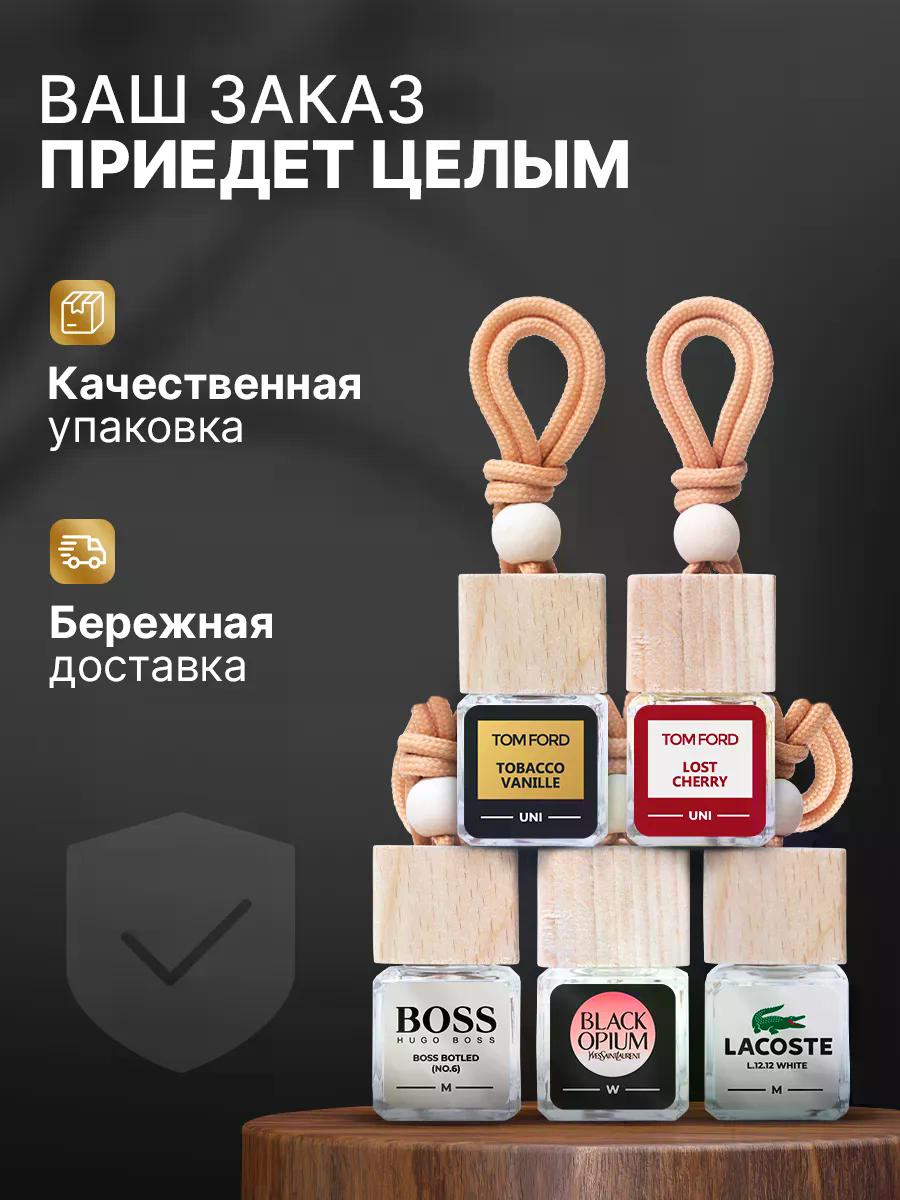 ВАШ ЗАКАЗ
ПРИЕДЕТ ЦЕЛЫМ
Качественная
упаковка
Бережная
доставка
TOM FORD
TOBACCO
VANILLE
UNI
TOM FORD
LOST
CHERRY
UNI
BOSS
HUGO BOSS
BOSS BOTLED
(NO.6)
M
BLACK
OPIUM
YVESSAINTLAURENT
W
LACOSTE
L.12.12 WHITE
M